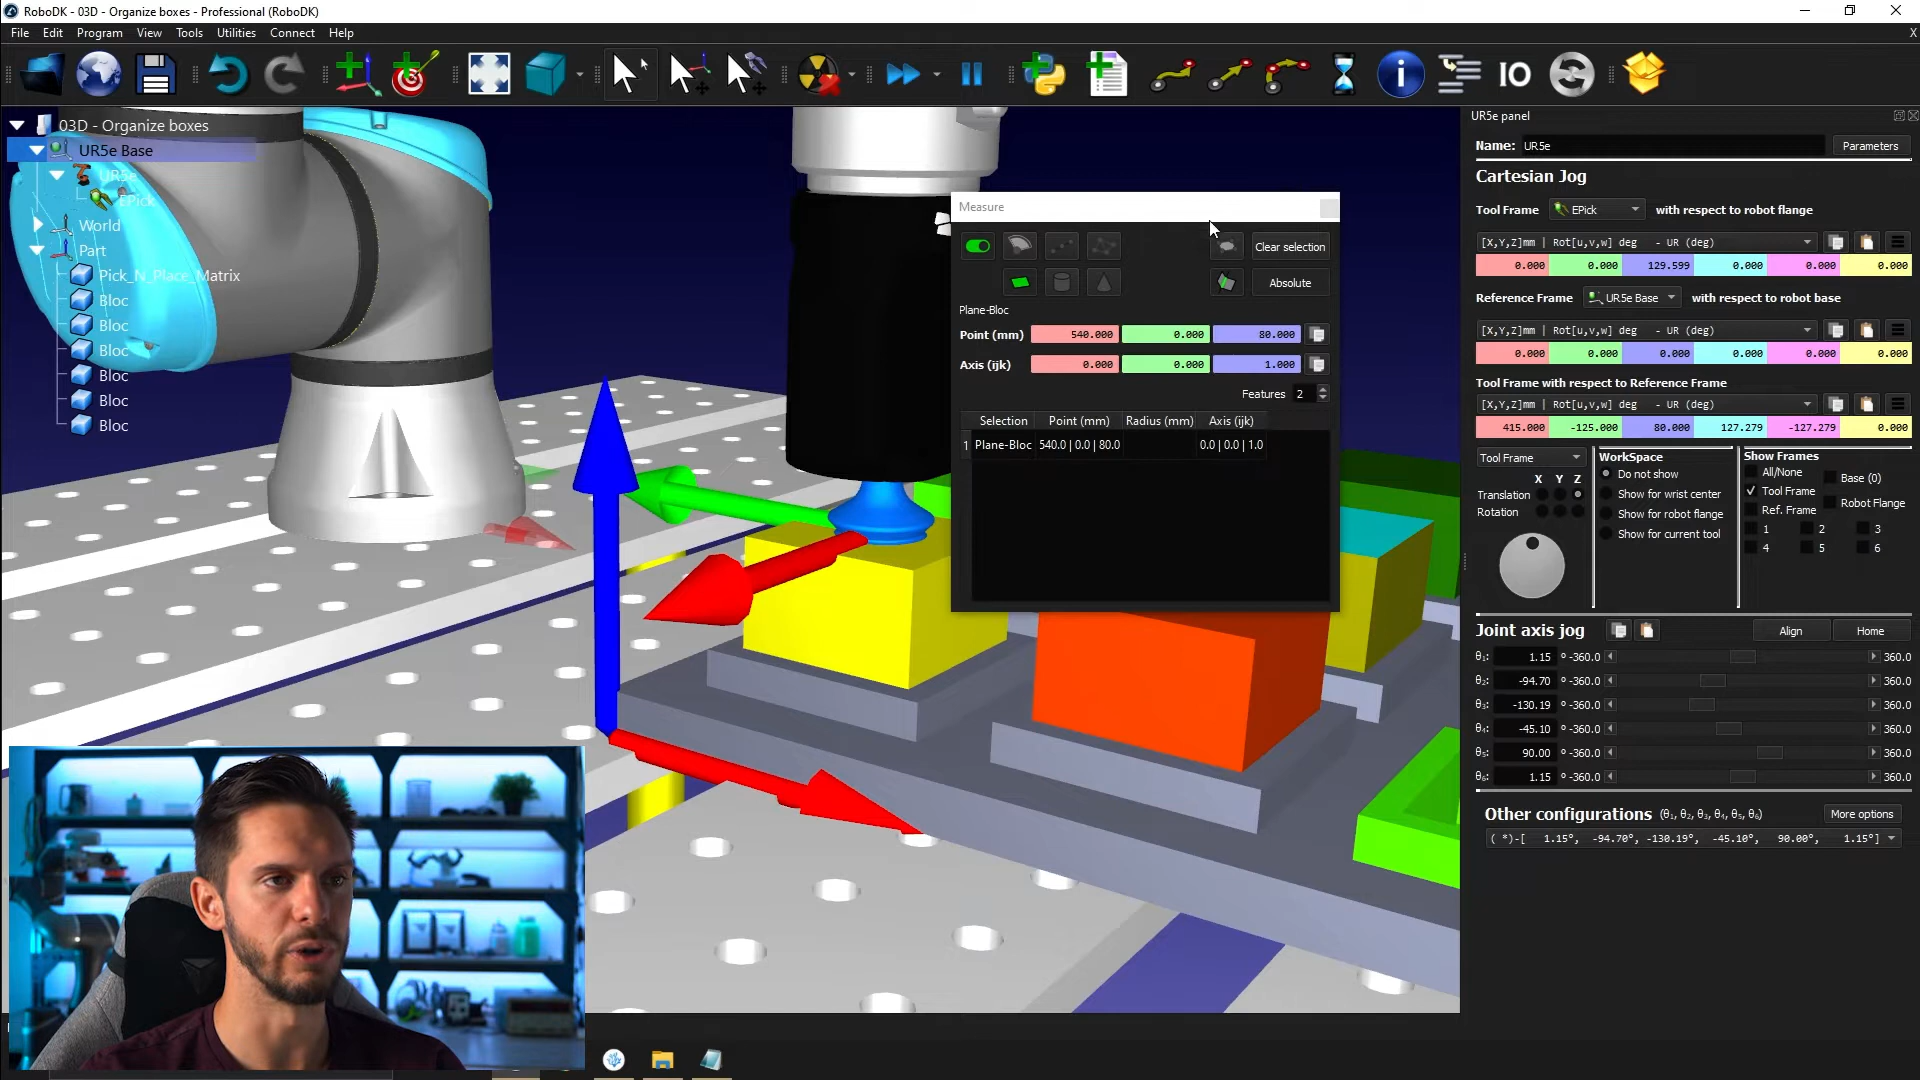 RoboDK - 03D - Organize boxes - Professional (RoboDK)
File Edit Program View Tools Utilities Connect Help
X
IO
03D - Organize boxes
UR5e Base
UR5e
EPick
World
Part
Pick_N_Place_Matrix
Bloc
Bloc
Bloc
Bloc
Bloc
Bloc
Measure
Clear selection
Absolute
Plane-Bloc
Point (mm) 540.000 0.000 80.000
Axis (ijk) 0.000 0.000 1.000
Features 2
Selection Point (mm) Radius (mm) Axis (ijk)
1 Plane-Bloc 540.0 | 0.0 | 80.0 0.0 | 0.0 | 1.0
UR5e panel
Name: UR5e Parameters
Cartesian Jog
Tool Frame EPick with respect to robot flange
[X,Y,Z]mm | Rot[u,v,w] deg - UR (deg)
0.000 0.000 129.599 0.000 0.000 0.000
Reference Frame UR5e Base with respect to robot base
[X,Y,Z]mm | Rot[u,v,w] deg - UR (deg)
0.000 0.000 0.000 0.000 0.000 0.000
Tool Frame with respect to Reference Frame
[X,Y,Z]mm | Rot[u,v,w] deg - UR (deg)
415.000 -125.000 80.000 127.279 -127.279 0.000
Tool Frame
X Y Z
Translation
Rotation
WorkSpace
Do not show
Show for wrist center
Show for robot flange
Show for current tool
Show Frames
All/None Base (0)
Tool Frame
Ref. Frame Robot Flange
1 2 3
4 5 6
Joint axis jog Align Home
θ₁: 1.15 º -360.0 360.0
θ₂: -94.70 º -360.0 360.0
θ₃: -130.19 º -360.0 360.0
θ₄: -45.10 º -360.0 360.0
θ₅: 90.00 º -360.0 360.0
θ₆: 1.15 º -360.0 360.0
Other configurations (θ₁, θ₂, θ₃, θ₄, θ₅, θ₆) More options
( *)-[ 1.15°, -94.70°, -130.19°, -45.10°, 90.00°, 1.15°]